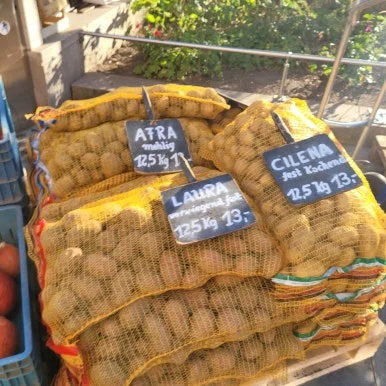 AFRA
mehlig
12,5 Kg
LAURA
vorwiegend fest
Kochend
12,5 Kg 13.-
CILENA
fest Kochend
12,5 Kg 13.-